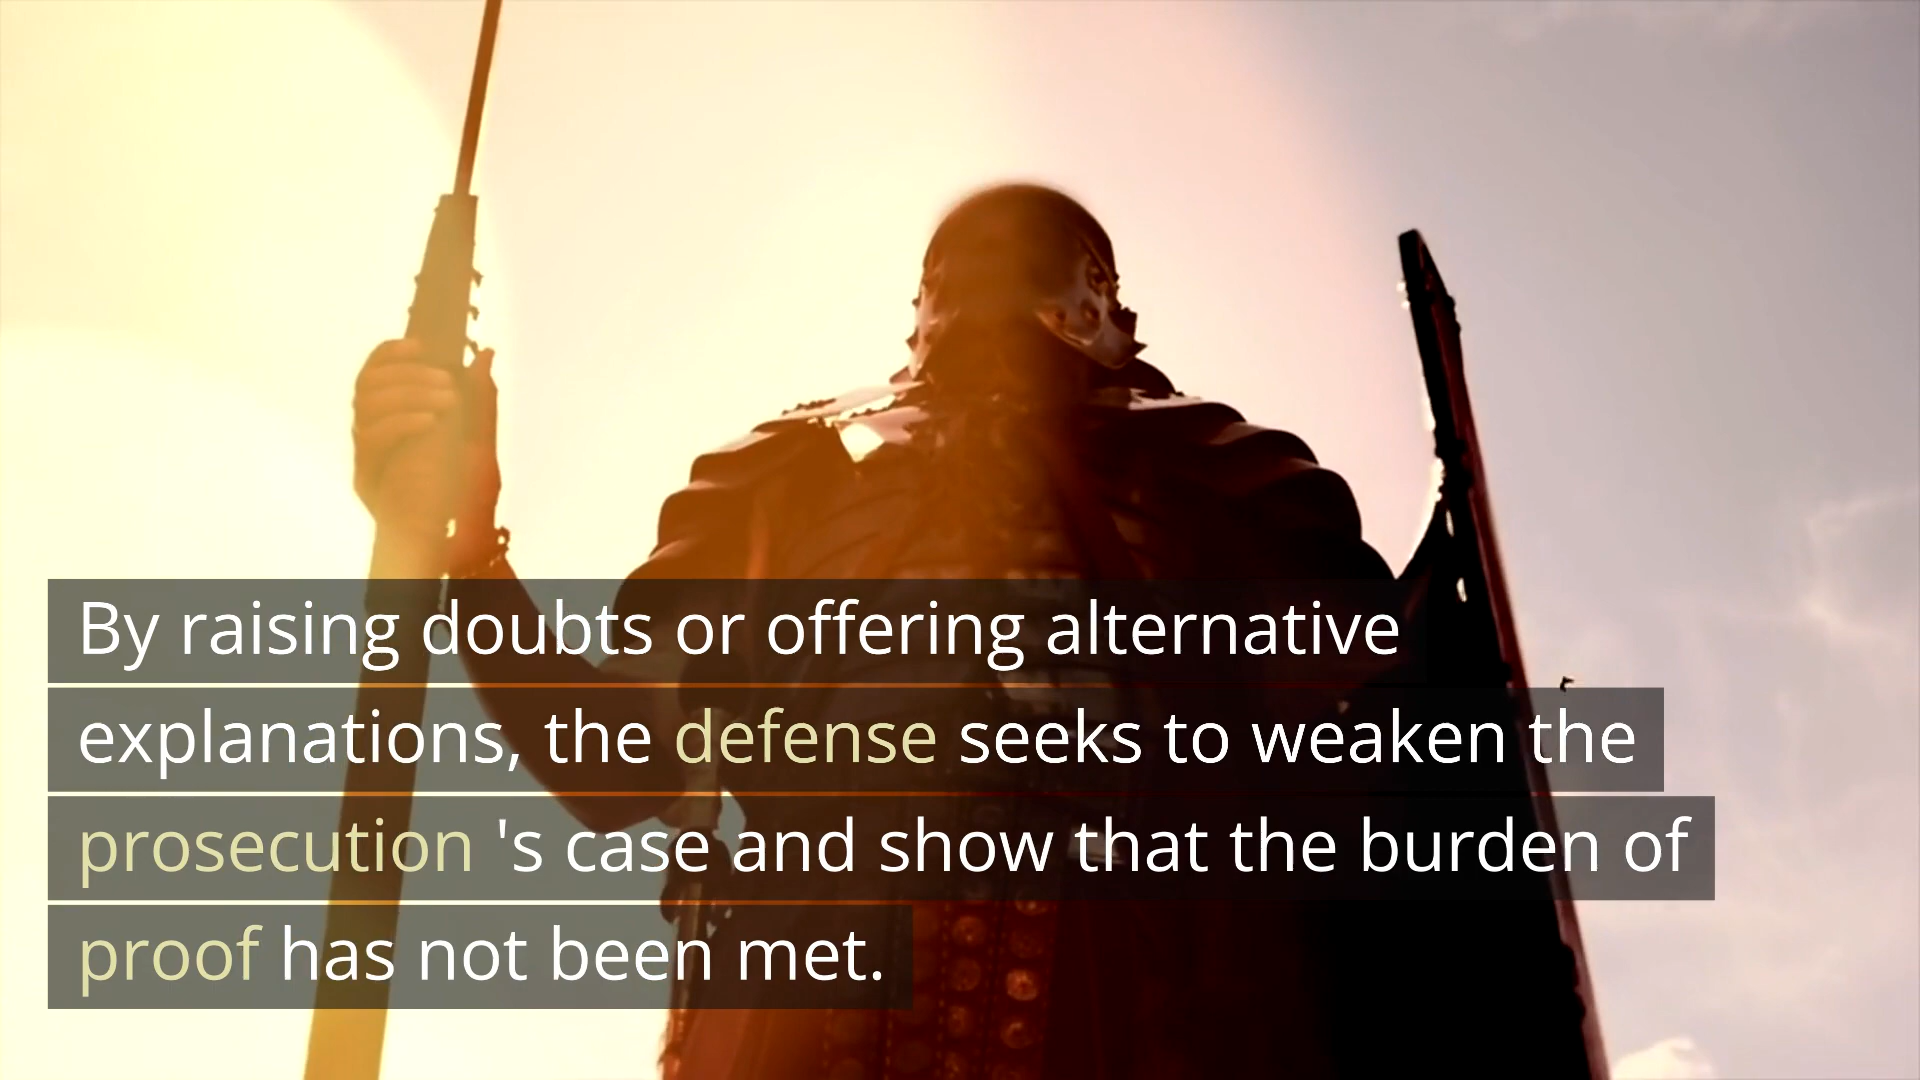 By raising doubts or offering alternative
explanations, the defense seeks to weaken the
prosecution 's case and show that the burden of
proof has not been met.